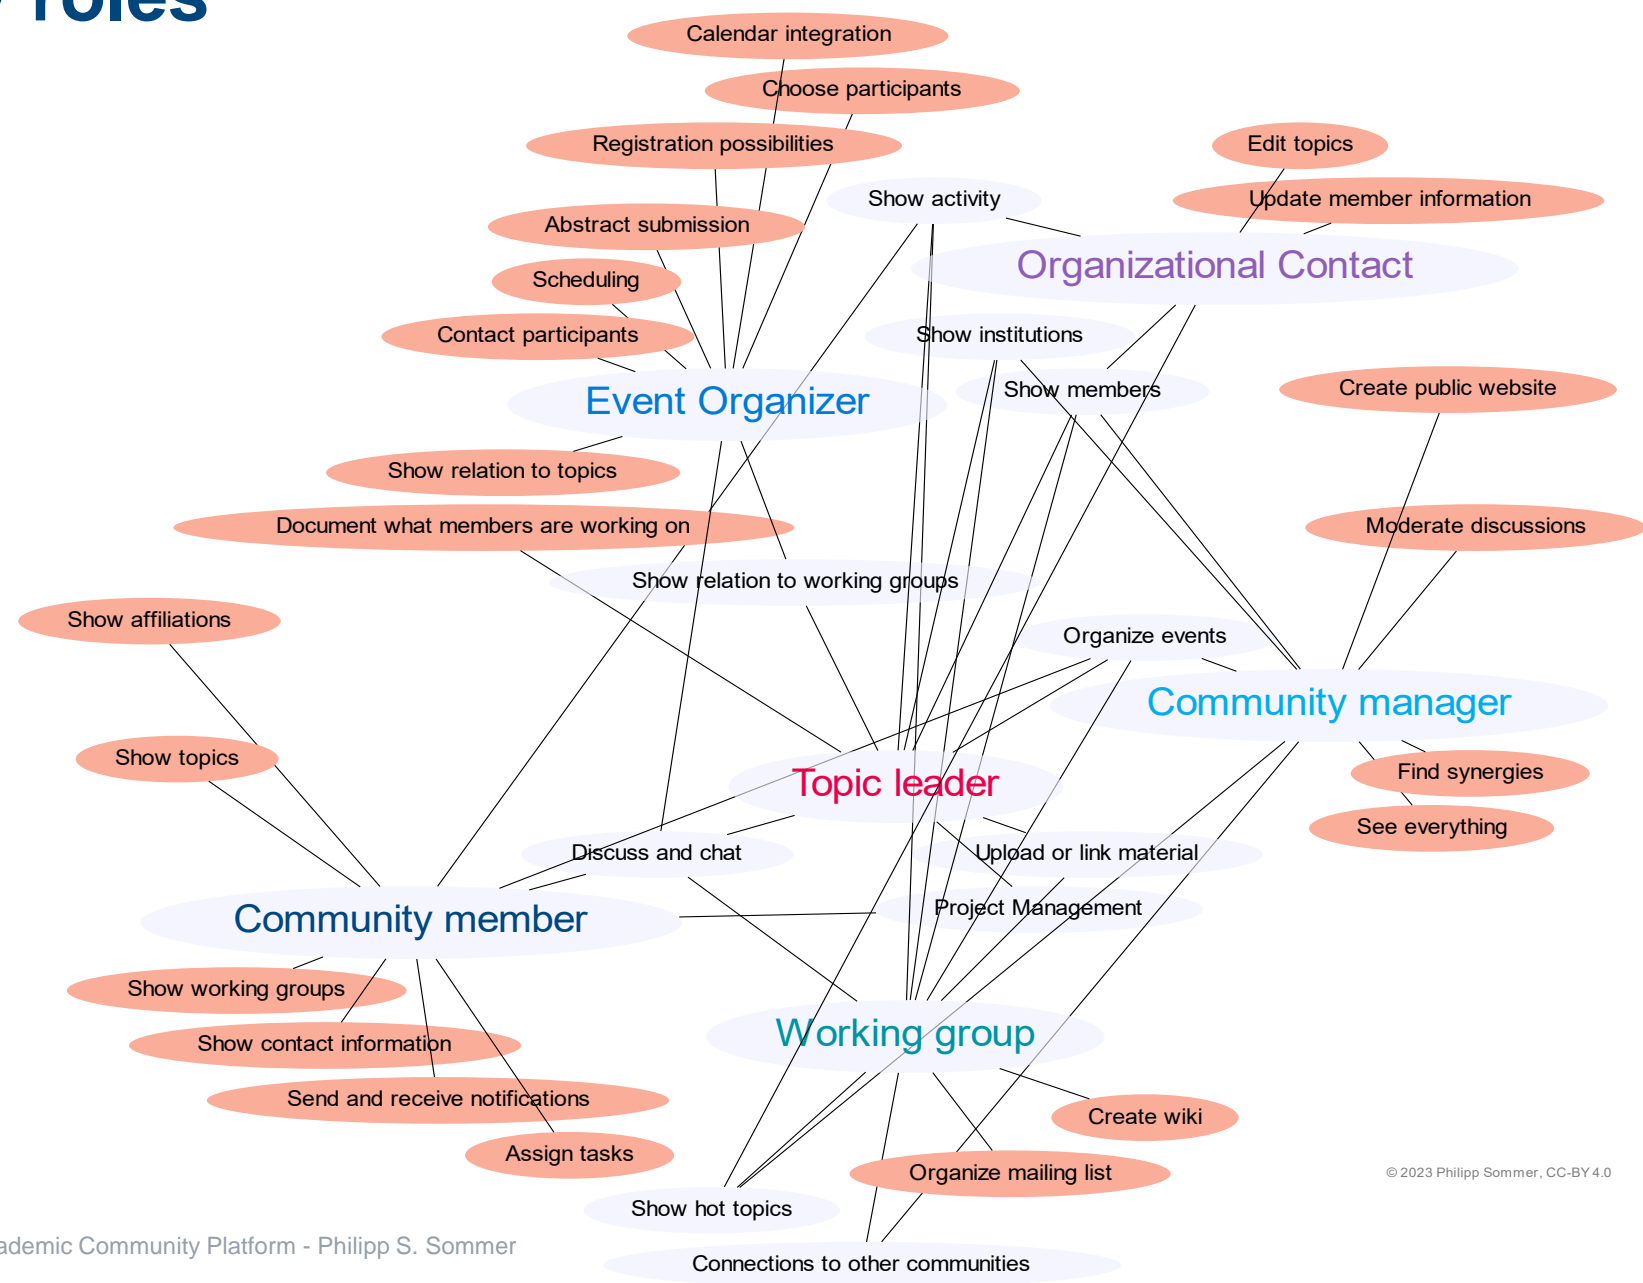 roles
Calendar integration
Choose participants
Registration possibilities
Edit topics
Show activity
Update member information
Abstract submission
Organizational Contact
Scheduling
Contact participants
Show institutions
Show members
Create public website
Event Organizer
Show relation to topics
Document what members are working on
Moderate discussions
Show relation to working groups
Show affiliations
Organize events
Community manager
Show topics
Topic leader
Find synergies
See everything
Discuss and chat
Upload or link material
Project Management
Community member
Show working groups
Show contact information
Working group
Send and receive notifications
Create wiki
Assign tasks
Organize mailing list
© 2023 Philipp Sommer, CC-BY 4.0
Show hot topics
ademic Community Platform - Philipp S. Sommer
Connections to other communities